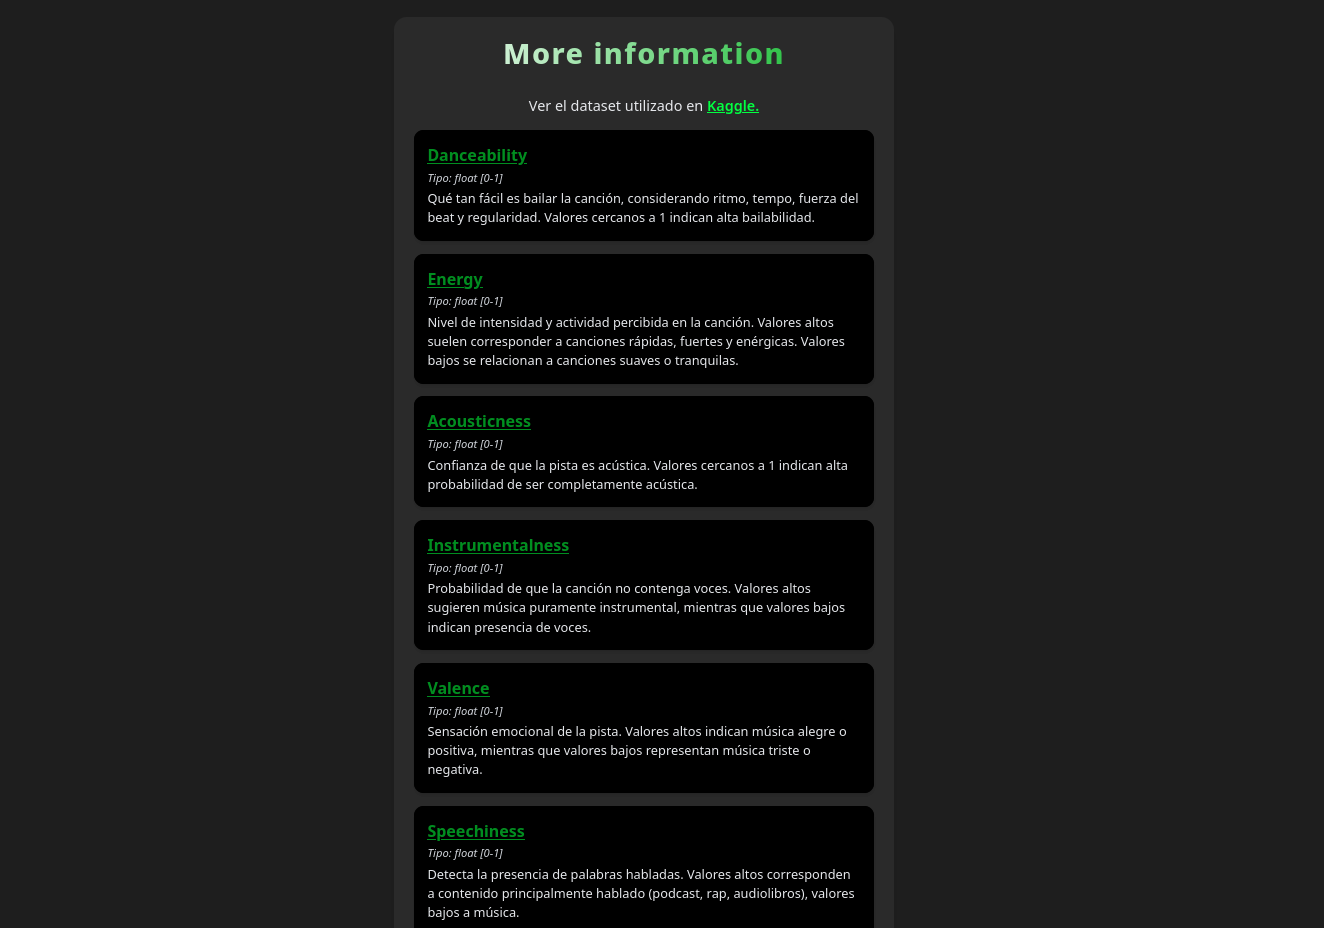 More information
Ver el dataset utilizado en Kaggle.
Danceability
Tipo: float [0-1]
Qué tan fácil es bailar la canción, considerando ritmo, tempo, fuerza del
beat y regularidad. Valores cercanos a 1 indican alta bailabilidad.
Energy
Tipo: float [0-1]
Nivel de intensidad y actividad percibida en la canción. Valores altos
suelen corresponder a canciones rápidas, fuertes y enérgicas. Valores
bajos se relacionan a canciones suaves o tranquilas.
Acousticness
Tipo: float [0-1]
Confianza de que la pista es acústica. Valores cercanos a 1 indican alta
probabilidad de ser completamente acústica.
Instrumentalness
Tipo: float [0-1]
Probabilidad de que la canción no contenga voces. Valores altos
sugieren música puramente instrumental, mientras que valores bajos
indican presencia de voces.
Valence
Tipo: float [0-1]
Sensación emocional de la pista. Valores altos indican música alegre o
positiva, mientras que valores bajos representan música triste o
negativa.
Speechiness
Tipo: float [0-1]
Detecta la presencia de palabras habladas. Valores altos corresponden
a contenido principalmente hablado (podcast, rap, audiolibros), valores
bajos a música.